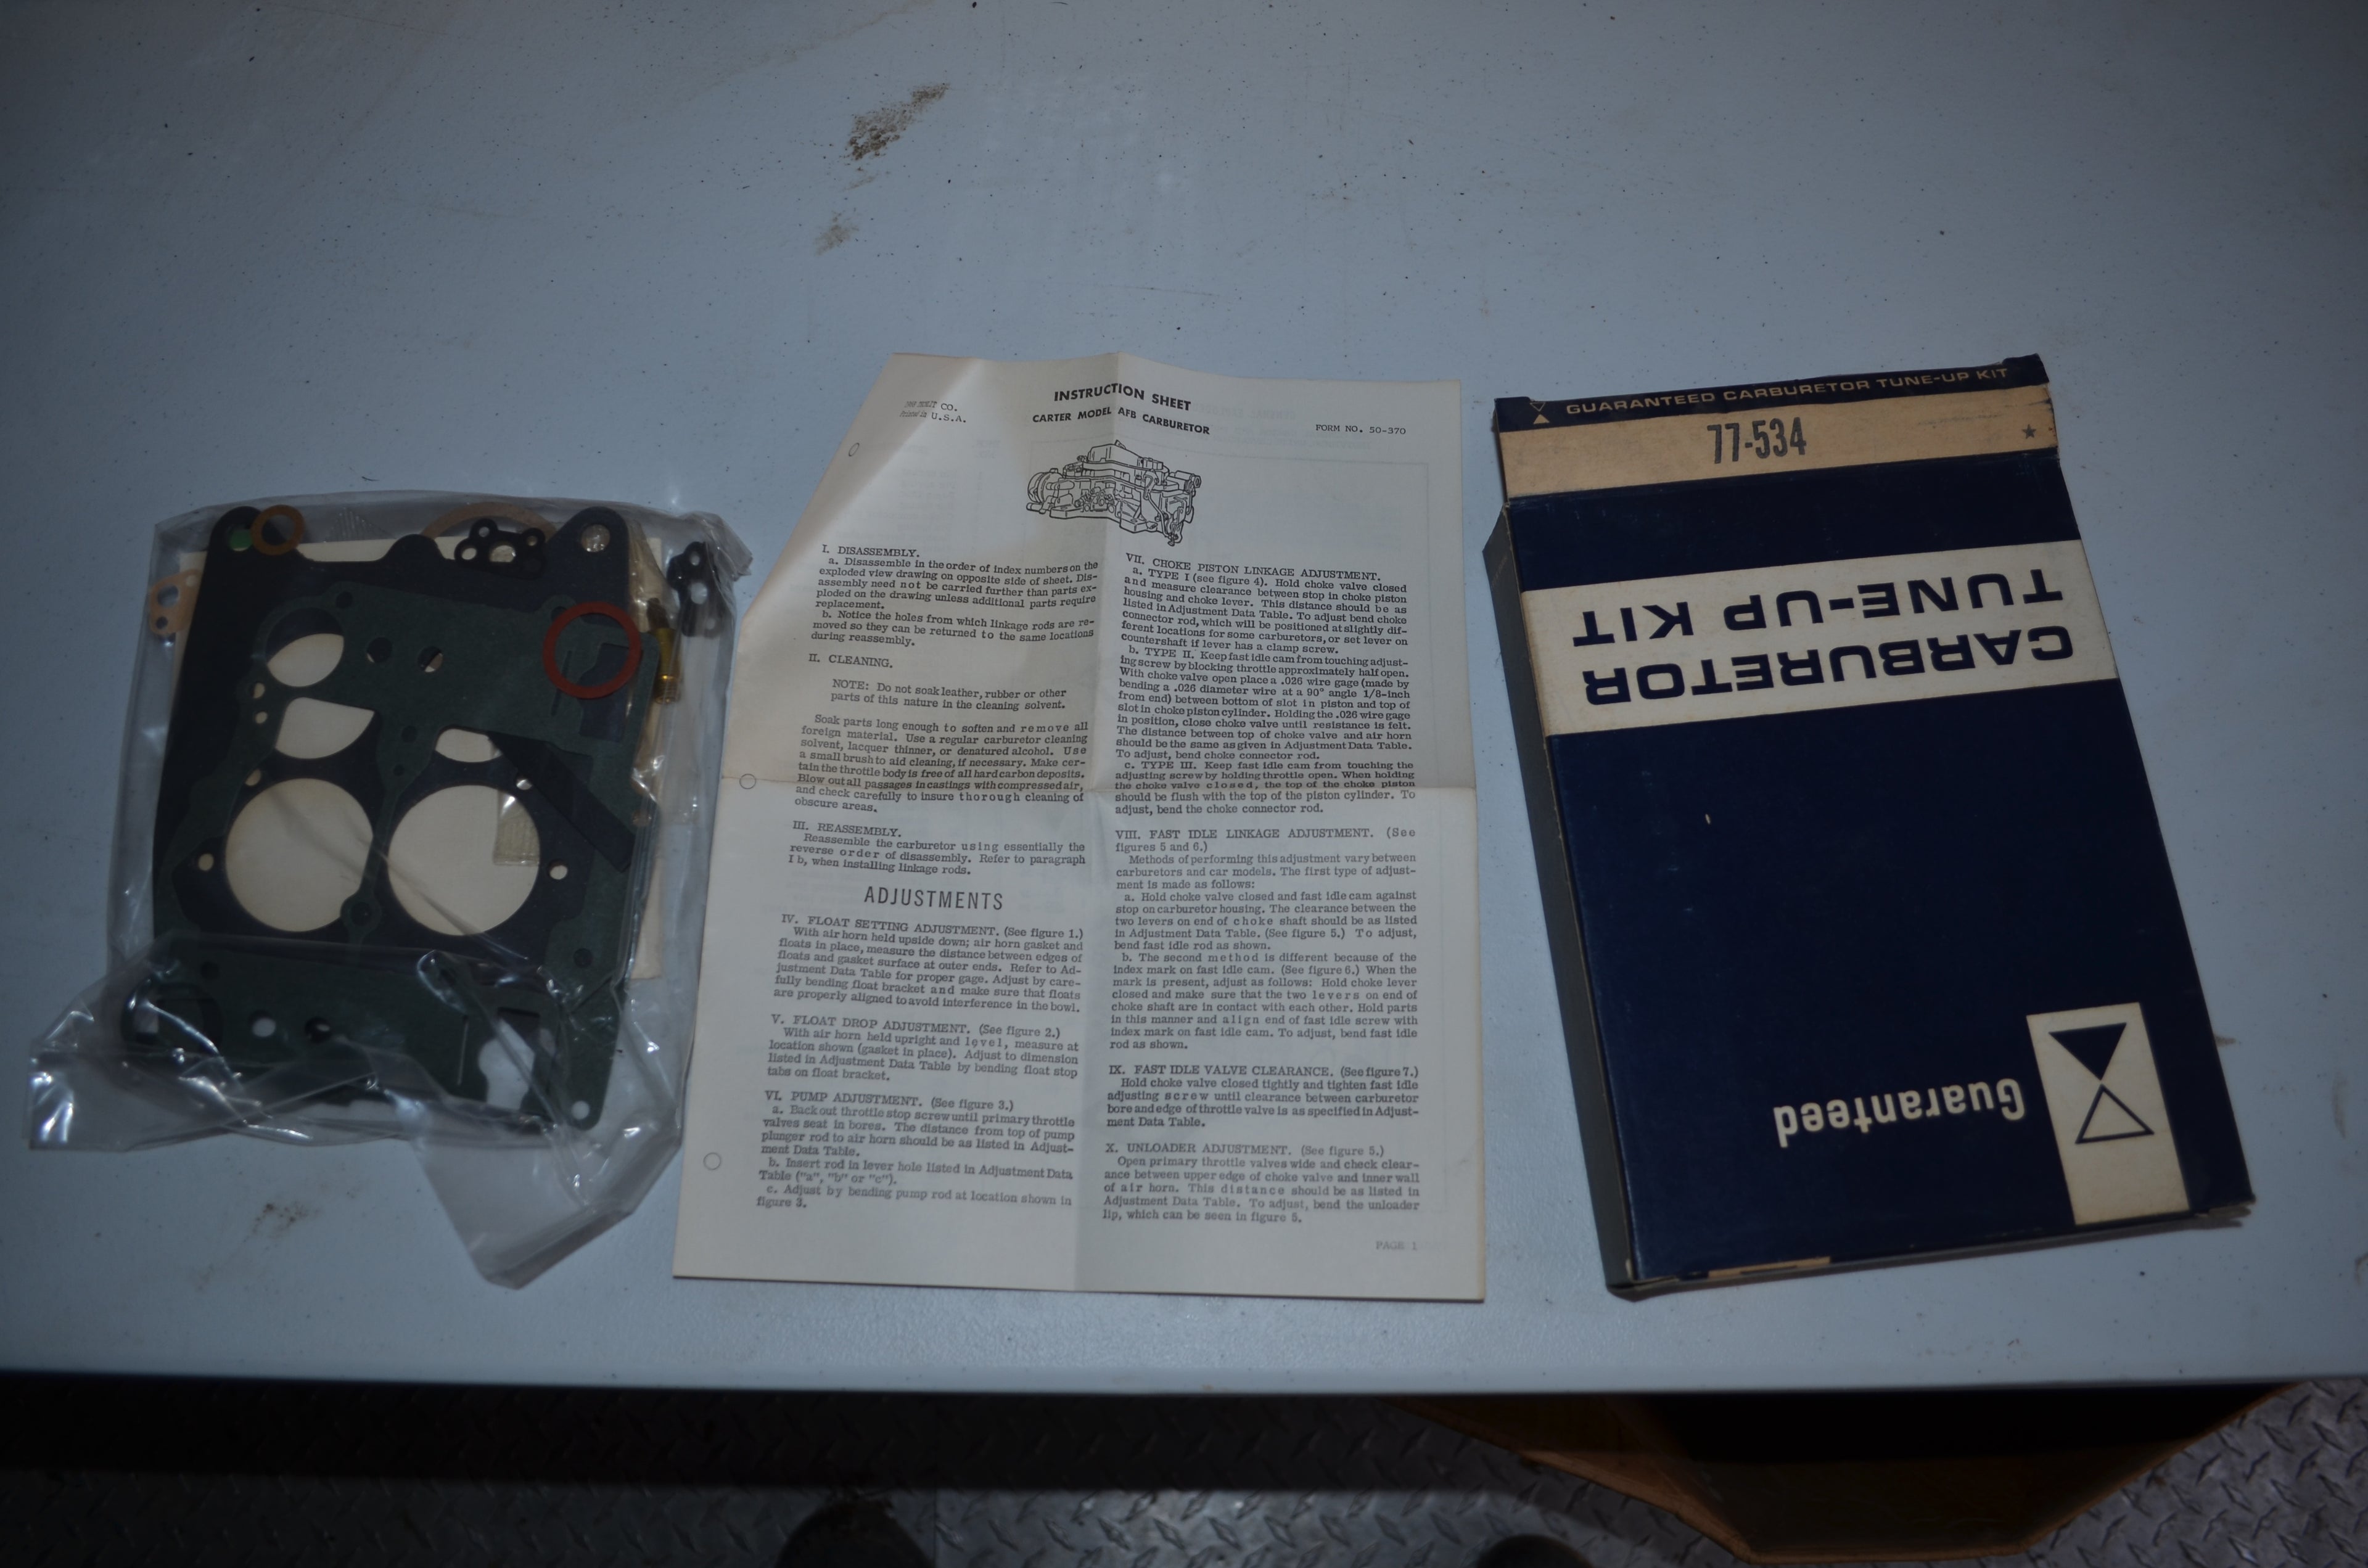 CO.
U.S.A.
INSTRUCTION SHEET
CARTER MODEL AFB CARBURETOR
FORM NO. 50-370
I. DISASSEMBLY.
a. Disassemble in the order of index numbers on the
exploded view drawing on opposite side of sheet. Dis-
assembly need not be carried further than parts ex-
ploded on the drawing unless additional parts require
replacement.
b. Notice the holes from which linkage rods are re-
moved so they can be returned to the same locations
during reassembly.
II. CLEANING.
NOTE: Do not soak leather, rubber or other
parts of this nature in the cleaning solvent.
Soak parts long enough to soften and remove all
foreign material. Use a regular carburetor cleaning
solvent, lacquer thinner, or denatured alcohol. Use
a small brush to aid cleaning, if necessary. Make cer-
tain the throttle body is free of all hard carbon deposits.
Blow out all passages in castings with compressed air,
and check carefully to insure thorough cleaning of
obscure areas.
III. REASSEMBLY.
Reassemble the carburetor using essentially the
reverse order of disassembly. Refer to paragraph
I b, when installing linkage rods.
ADJUSTMENTS
IV. FLOAT SETTING ADJUSTMENT. (See figure 1.)
With air horn held upside down; air horn gasket and
floats in place, measure the distance between edges of
floats and gasket surface at outer ends. Refer to Ad-
justment Data Table for proper gage. Adjust by care-
fully bending float bracket and make sure that floats
are properly aligned to avoid interference in the bowl.
V. FLOAT DROP ADJUSTMENT. (See figure 2.)
With air horn held upright and level, measure at
location shown (gasket in place). Adjust to dimension
listed in Adjustment Data Table by bending float stop
tabs on float bracket.
VI. PUMP ADJUSTMENT. (See figure 3.)
a. Back out throttle stop screw until primary throttle
valves seat in bores. The distance from top of pump
plunger rod to air horn should be as listed in Adjust-
ment Data Table.
b. Insert rod in lever hole listed in Adjustment Data
Table ("a", "b" or "c").
c. Adjust by bending pump rod at location shown in
figure 3.
VII. CHOKE PISTON LINKAGE ADJUSTMENT.
a. TYPE I (see figure 4). Hold choke valve closed
and measure clearance between stop in choke piston
housing and choke lever. This distance should be as
listed in Adjustment Data Table. To adjust bend choke
connector rod, which will be positioned at slightly dif-
ferent locations for some carburetors, or set lever on
countershaft if lever has a clamp screw.
b. TYPE II. Keep fast idle cam from touching adjust-
ing screw by blocking throttle approximately half open.
With choke valve open place a .026 wire gage (made by
bending a .026 diameter wire at a 90° angle 1/8-inch
from end) between bottom of slot in piston and top of
slot in choke piston cylinder. Holding the .026 wire gage
in position, close choke valve until resistance is felt.
The distance between top of choke valve and air horn
should be the same as given in Adjustment Data Table.
To adjust, bend choke connector rod.
c. TYPE III. Keep fast idle cam from touching the
adjusting screw by holding throttle open. When holding
the choke valve closed, the top of the choke piston
should be flush with the top of the piston cylinder. To
adjust, bend the choke connector rod.
VIII. FAST IDLE LINKAGE ADJUSTMENT. (See
figures 5 and 6.)
Methods of performing this adjustment vary between
carburetors and car models. The first type of adjust-
ment is made as follows:
a. Hold choke valve closed and fast idle cam against
stop on carburetor housing. The clearance between the
two levers on end of choke shaft should be as listed
in Adjustment Data Table. (See figure 5.) To adjust,
bend fast idle rod as shown.
b. The second method is different because of the
index mark on fast idle cam. (See figure 6.) When the
mark is present, adjust as follows: Hold choke lever
closed and make sure that the two levers on end of
choke shaft are in contact with each other. Hold parts
in this manner and align end of fast idle screw with
index mark on fast idle cam. To adjust, bend fast idle
rod as shown.
IX. FAST IDLE VALVE CLEARANCE. (See figure 7.)
Hold choke valve closed tightly and tighten fast idle
adjusting screw until clearance between carburetor
bore and edge of throttle valve is as specified in Adjust-
ment Data Table.
X. UNLOADER ADJUSTMENT. (See figure 5.)
Open primary throttle valves wide and check clear-
ance between upper edge of choke valve and inner wall
of air horn. This distance should be as listed in
Adjustment Data Table. To adjust, bend the unloader
lip, which can be seen in figure 5.
PAGE 1
GUARANTEED CARBURETOR TUNE-UP KIT
77-534
CARBURETOR
TUNE-UP KIT
Guaranteed